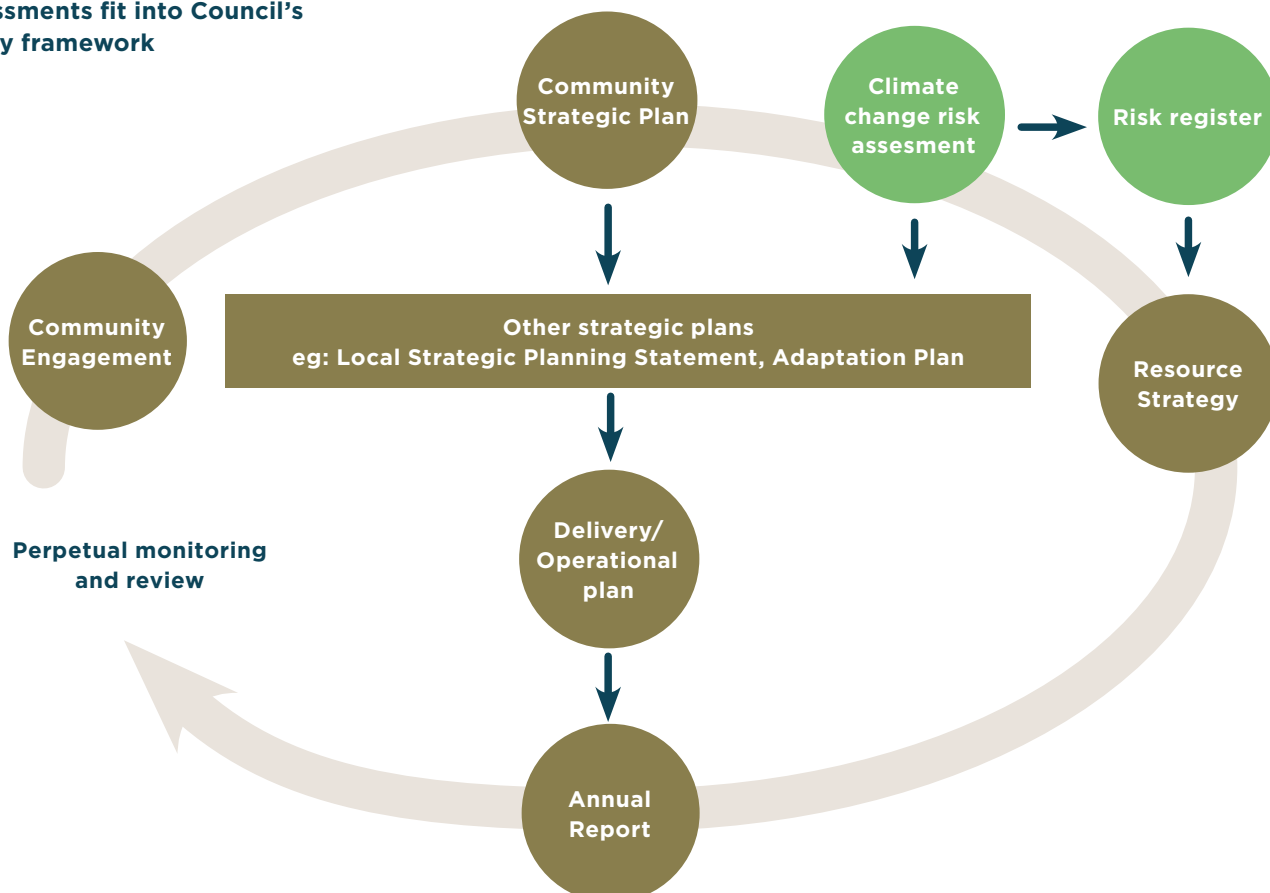 ssments fit into Council's
y framework
Community
Strategic Plan
Climate
change risk
assesment
Risk register
Community
Engagement
Other strategic plans
eg: Local Strategic Planning Statement, Adaptation Plan
Resource
Strategy
Delivery/
Operational
plan
Perpetual monitoring
and review
Annual
Report